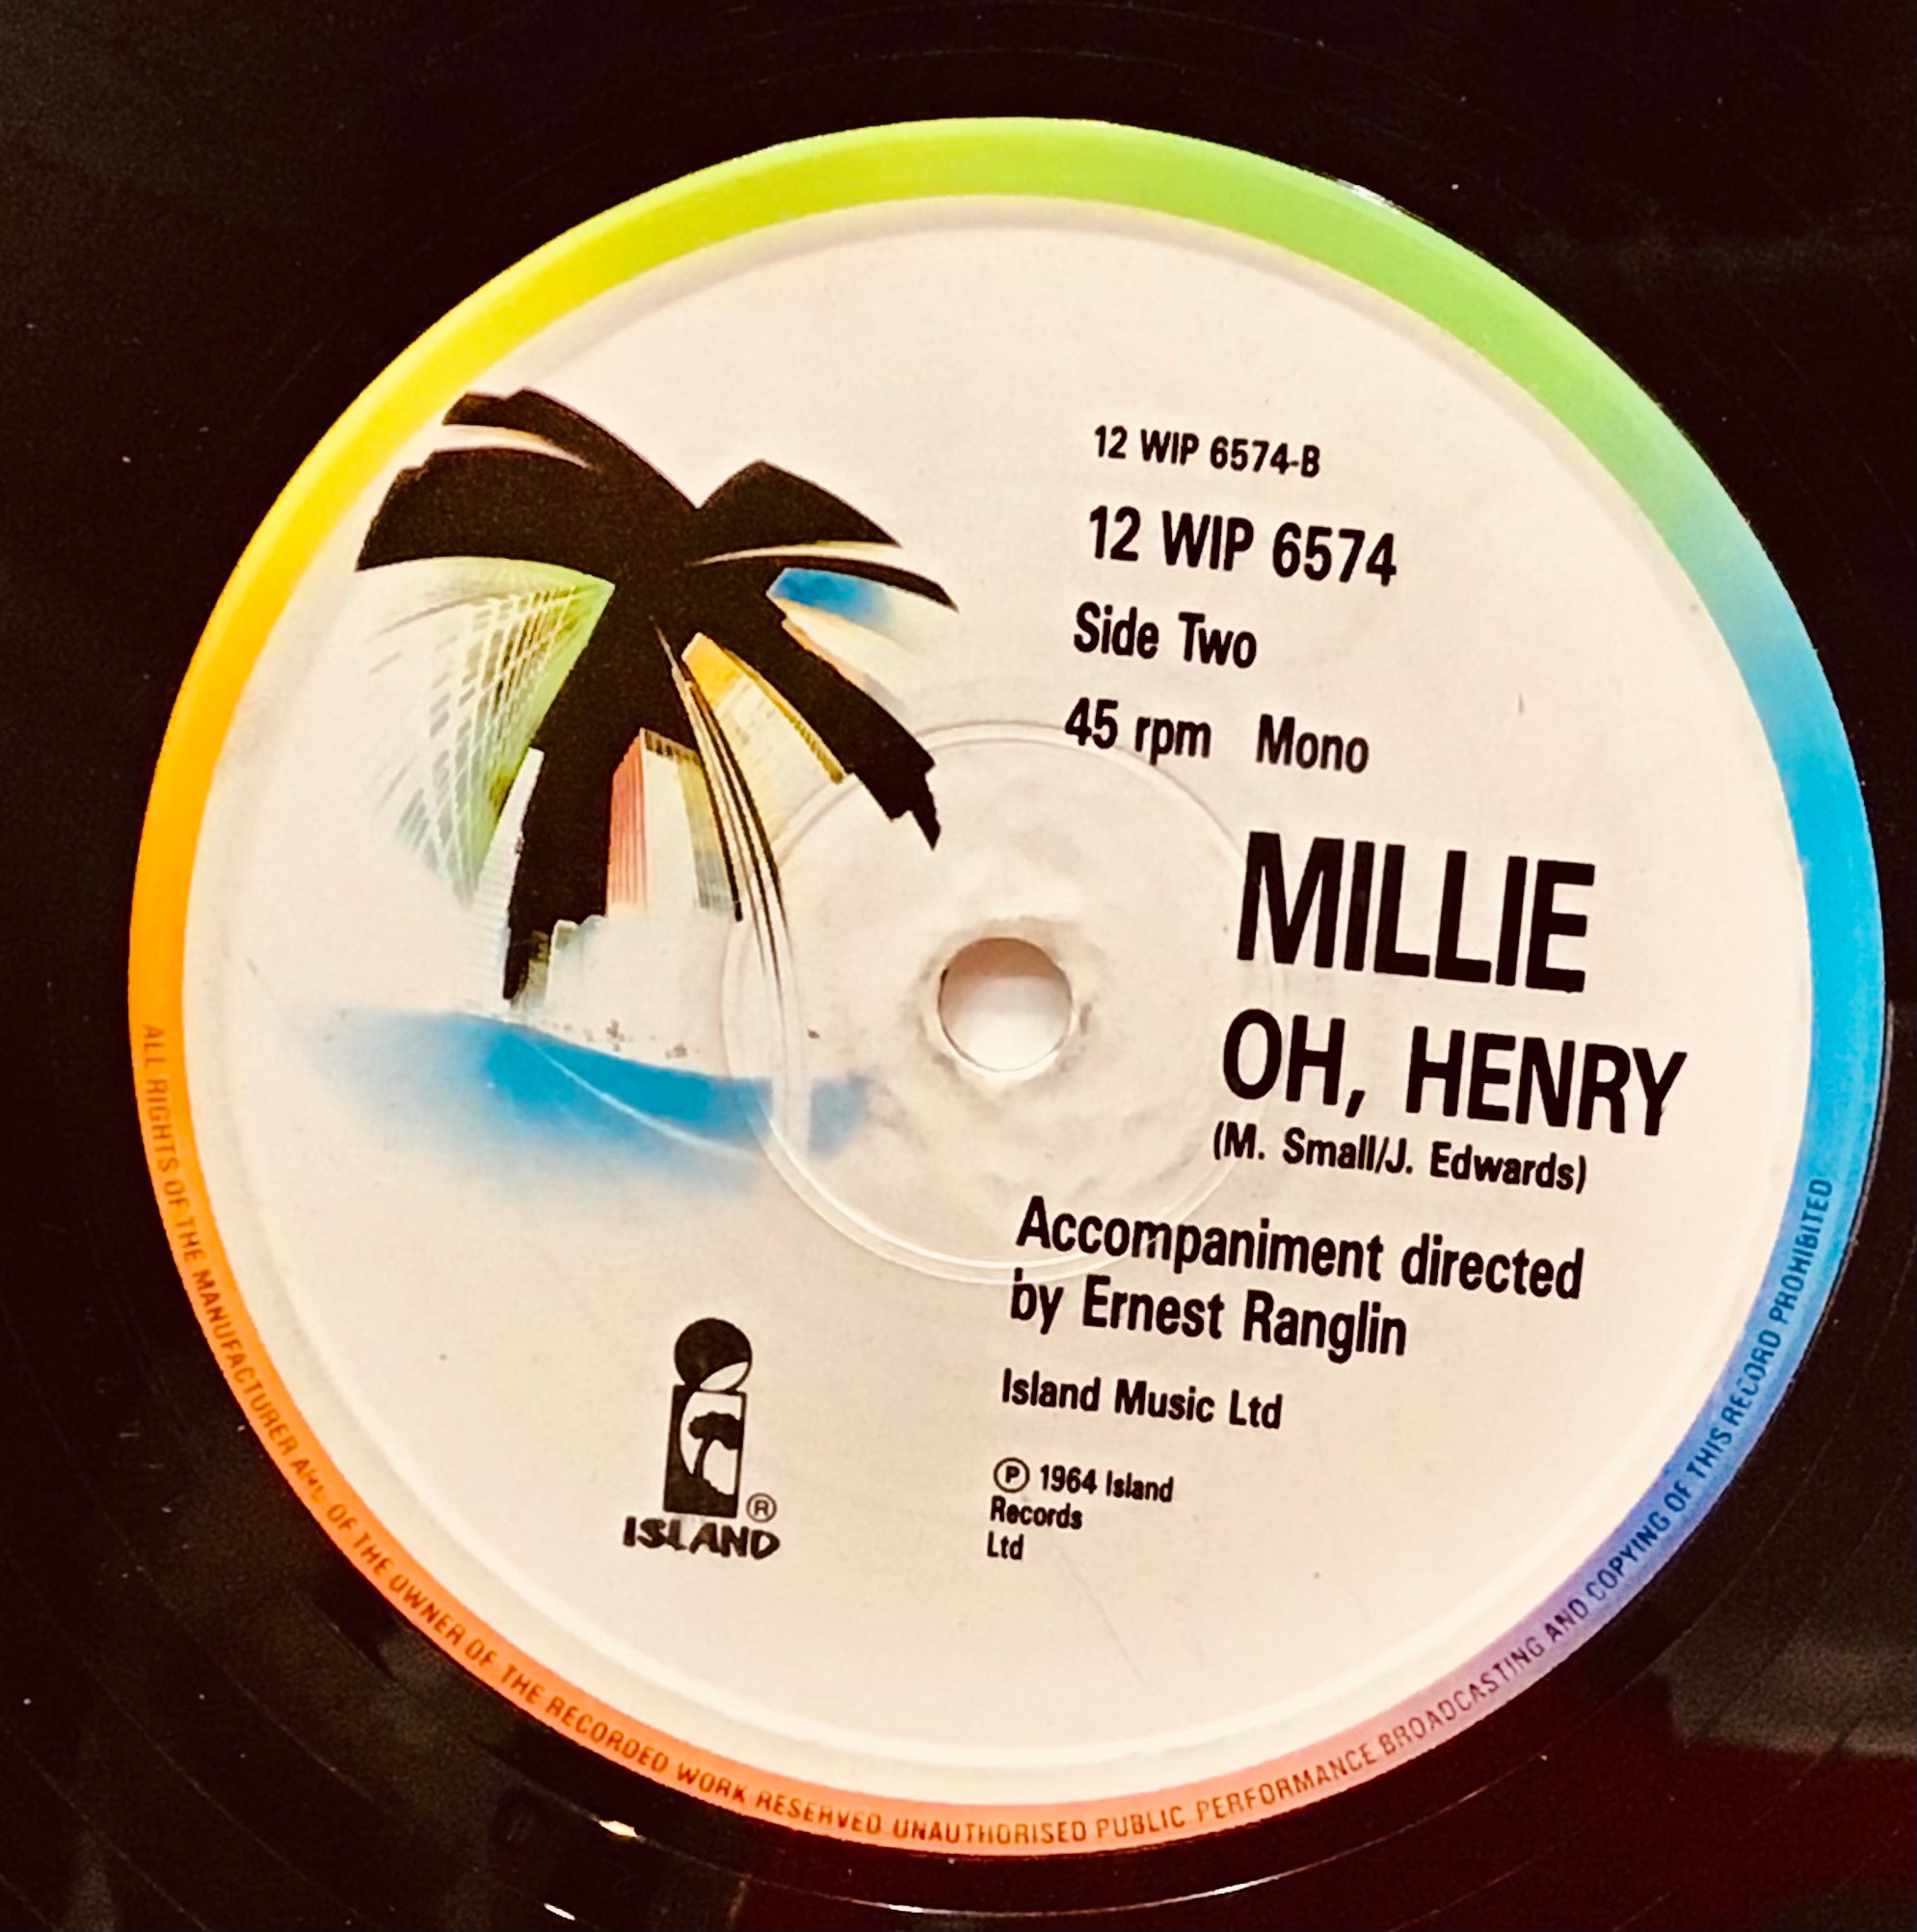 12 WIP 6574-B
12 WIP 6574
Side Two
45 rpm Mono
MILLIE
OH, HENRY
(M. Small/J. Edwards)
Accompaniment directed
by Ernest Ranglin
Island Music Ltd
℗ 1964 Island
Records
Ltd
®
ISLAND
ALL RIGHTS OF THE MANUFACTURER AND OF THE OWNER OF THE RECORDED WORK RESERVED UNAUTHORISED PUBLIC PERFORMANCE BROADCASTING AND COPYING OF THIS RECORD PROHIBITED